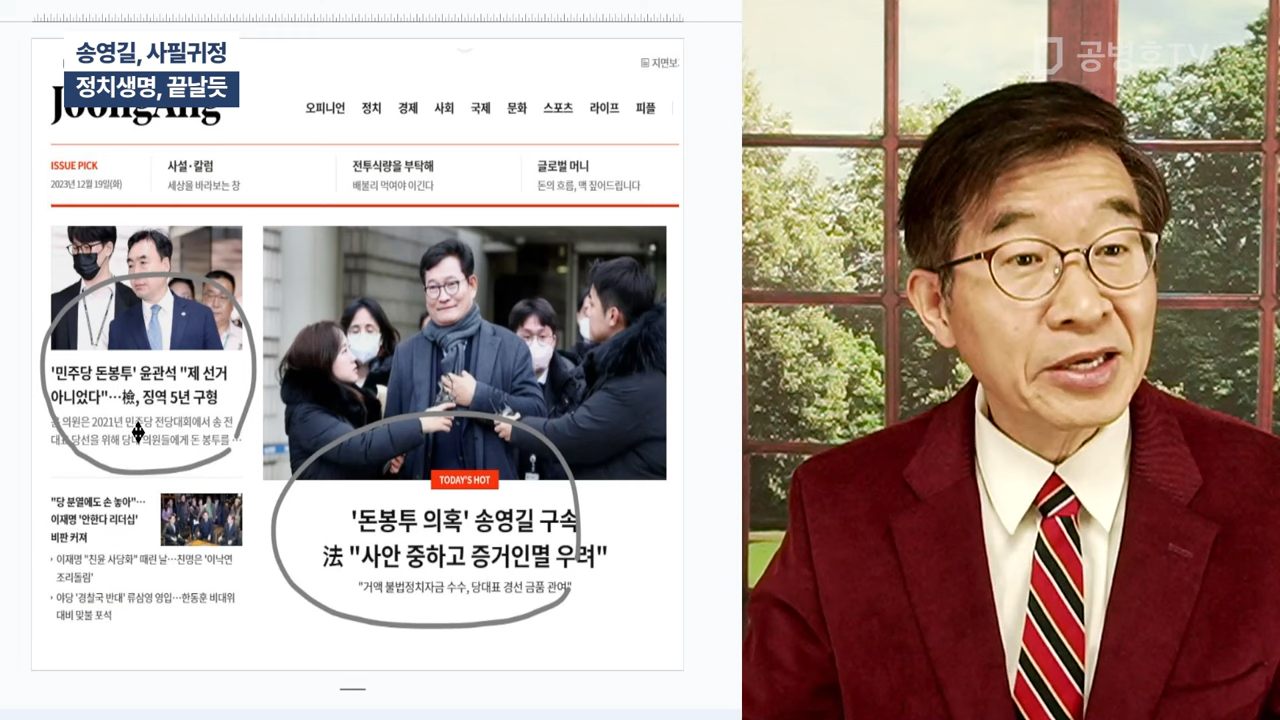 송영길, 사필귀정
정치생명, 끝날듯
JoongAng
지면보
오피니언 정치 경제 사회 국제 문화 스포츠 라이프 피플
ISSUE PICK
2023년 12월 19일(화)
사설·칼럼
세상을 바라보는 창
전투식량을 부탁해
배불리 먹여야 이긴다
글로벌 머니
돈의 흐름, 맥 짚어드립니다
'민주당 돈봉투' 윤관석 "제 선거
아니었다"…檢, 징역 5년 구형
의원은 2021년 민주당 전당대회에서 송 전
대표 당선을 위해 당내 의원들에게 돈 봉투를 …
"당 분열에도 손 놓아"…
이재명 '안한다 리더십'
비판 커져
이재명 "친윤 사당화" 때린 날…친명은 '이낙연
조리돌림'
야당 '경찰국 반대' 류삼영 영입…한동훈 비대위
대비 맞불 포석
TODAY'S HOT
'돈봉투 의혹' 송영길 구속
法 "사안 중하고 증거인멸 우려"
"거액 불법정치자금 수수, 당대표 경선 금품 관여"
공병호TV